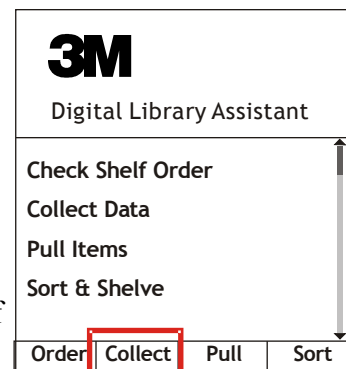 3M
Digital Library Assistant
Check Shelf Order
Collect Data
Pull Items
Sort & Shelve
f
Order Collect Pull Sort